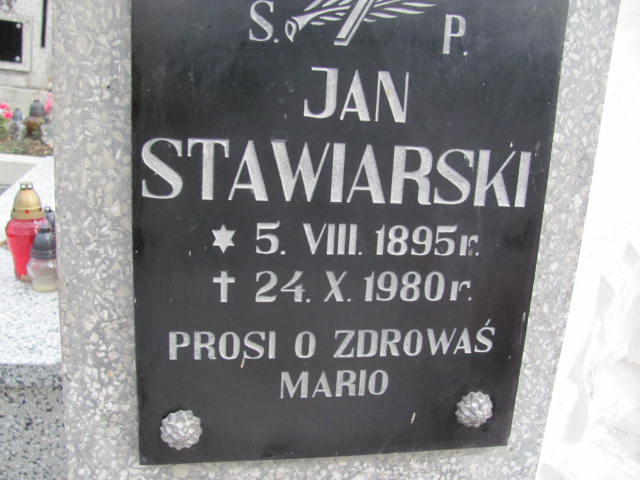 Ś. P.
JAN
STAWIARSKI
* 5. VIII. 1895 r.
† 24. X. 1980 r.
PROSI O ZDROWAŚ
MARIO